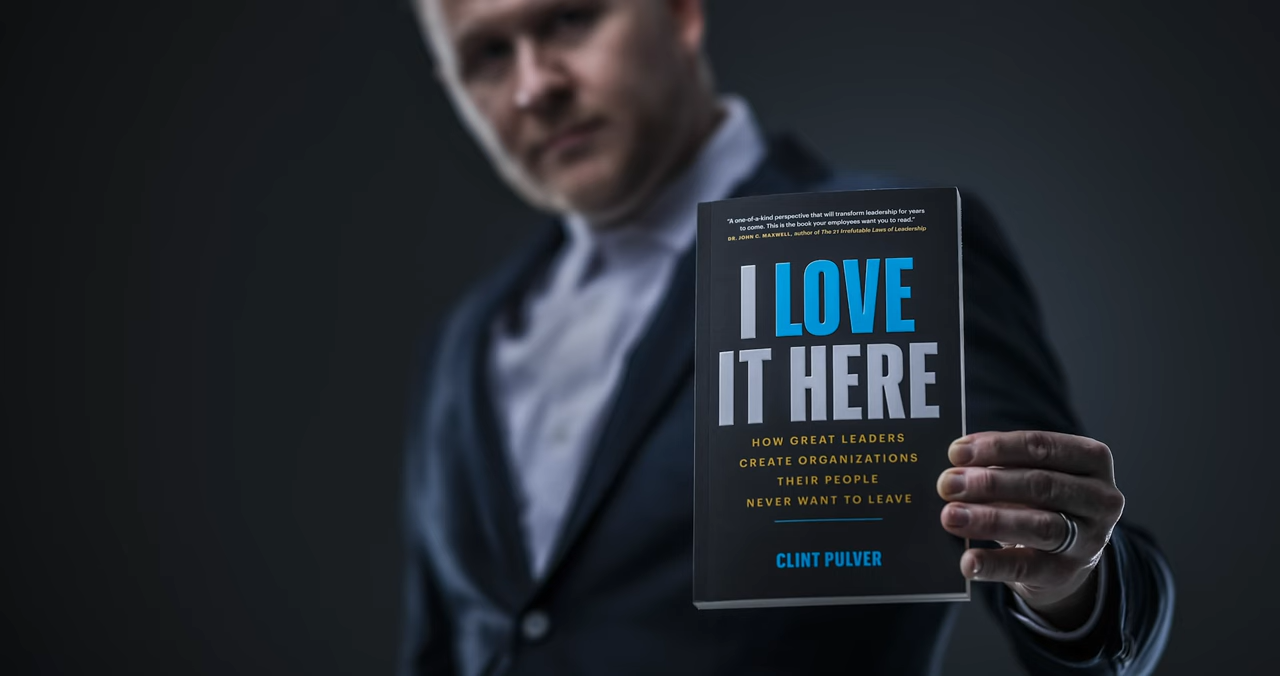 "A one-of-a-kind perspective that will transform leadership for years
to come. This is the book your employees want you to read."
DR. JOHN C. MAXWELL, author of The 21 Irrefutable Laws of Leadership
I LOVE
IT HERE
HOW GREAT LEADERS
CREATE ORGANIZATIONS
THEIR PEOPLE
NEVER WANT TO LEAVE
CLINT PULVER